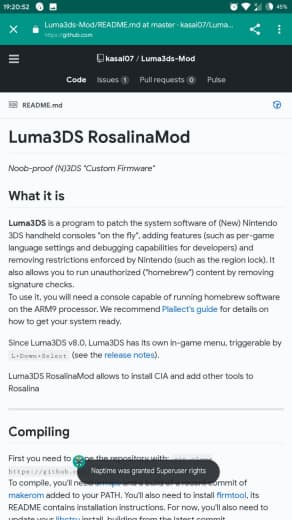 19:20:52
45%
Luma3ds-Mod/README.md at master · kasai07/Luma...
https://github.com
kasai07 / Luma3ds-Mod
Code Issues 1 Pull requests 0 Pulse
README.md
Luma3DS RosalinaMod
Noob-proof (N)3DS "Custom Firmware"
What it is
Luma3DS is a program to patch the system software of (New) Nintendo
3DS handheld consoles "on the fly", adding features (such as per-game
language settings and debugging capabilities for developers) and
removing restrictions enforced by Nintendo (such as the region lock). It
also allows you to run unauthorized ("homebrew") content by removing
signature checks.
To use it, you will need a console capable of running homebrew software
on the ARM9 processor. We recommend Plailect's guide for details on
how to get your system ready.
Since Luma3DS v8.0, Luma3DS has its own in-game menu, triggerable by
L+Down+Select (see the release notes).
Luma3DS RosalinaMod allows to install CIA and add other tools to
Rosalina
Compiling
First you need to clone the repository with:
https://github.c
Naptime was granted Superuser rights
To compile, you'll need armips and a build of a recent commit of
makerom added to your PATH. You'll also need to install firmtool, its
README contains installation instructions. For now, you'll also need to
update your libctru install, building from the latest commit